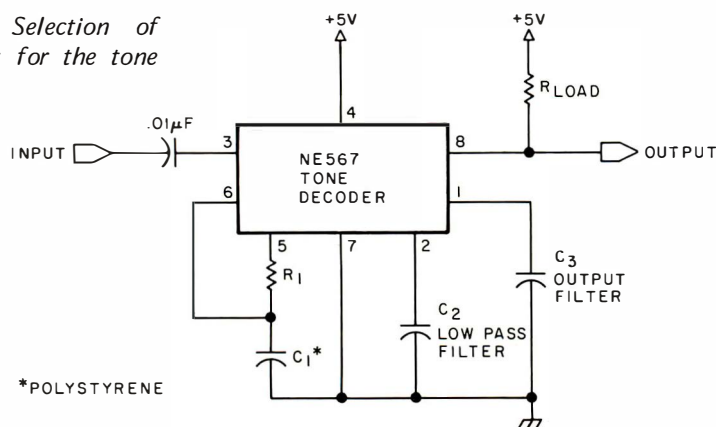 Selection of
for the tone
+5V
+5V
RLOAD
.01µF
4
INPUT
3
NE567
TONE
DECODER
8
OUTPUT
6
1
5
7
2
R1
C3
OUTPUT
FILTER
C1*
C2
LOW PASS
FILTER
*POLYSTYRENE